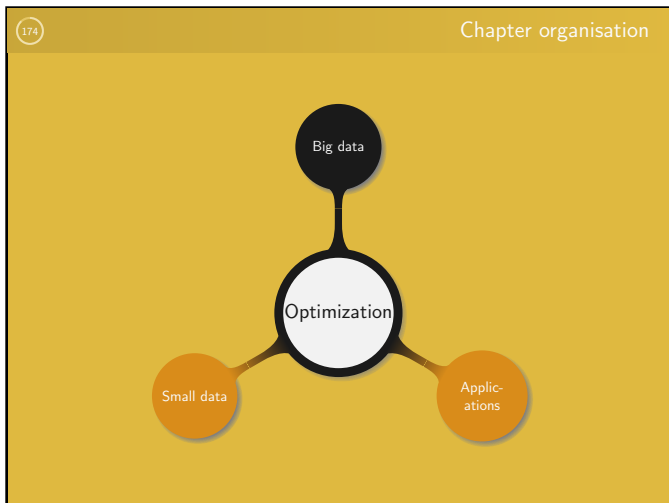 174
Chapter organisation
Big data
Optimization
Small data
Applic-
ations